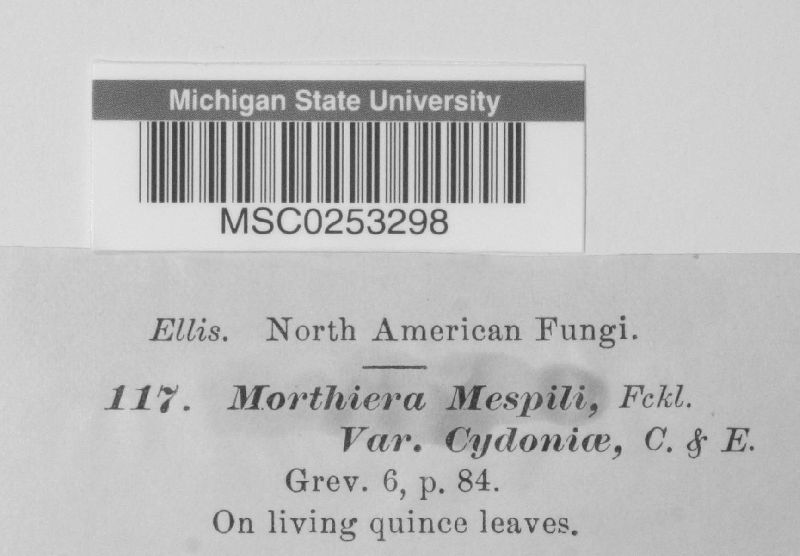 Michigan State University
MSC0253298
Ellis. North American Fungi.
117. Morthiera Mespili, Fckl.
Var. Cydoniæ, C. & E.
Grev. 6, p. 84.
On living quince leaves.